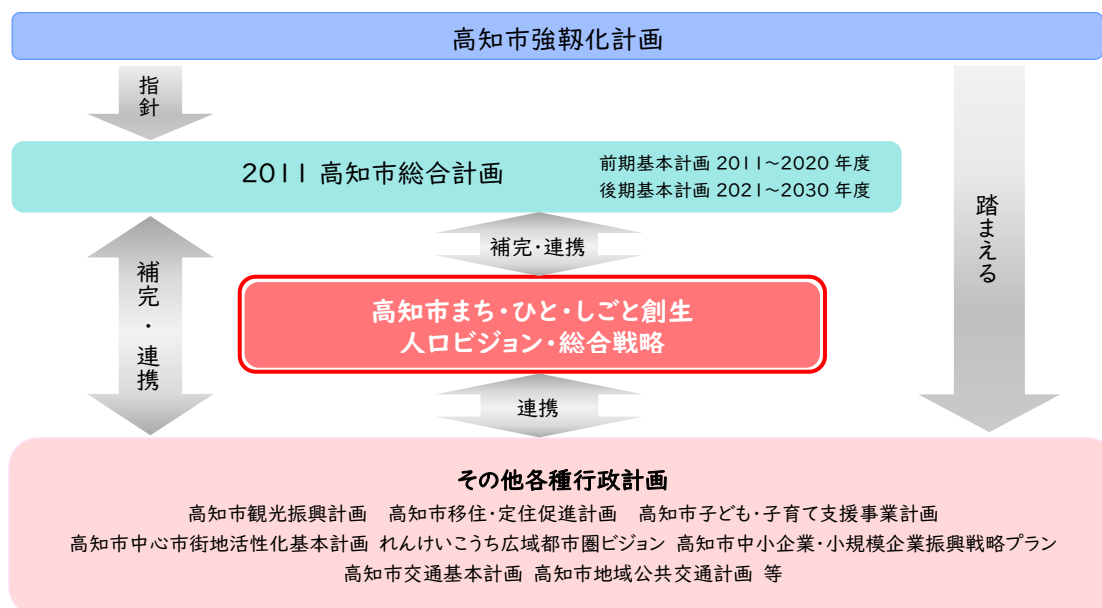 高知市強靱化計画
指針
2011 高知市総合計画
前期基本計画 2011~2020 年度
後期基本計画 2021~2030 年度
踏まえる
補完・連携
補完・連携
高知市まち・ひと・しごと創生
人口ビジョン・総合戦略
連携
その他各種行政計画
高知市観光振興計画 高知市移住・定住促進計画 高知市子ども・子育て支援事業計画
高知市中心市街地活性化基本計画 れんけいこうち広域都市圏ビジョン 高知市中小企業・小規模企業振興戦略プラン
高知市交通基本計画 高知市地域公共交通計画 等